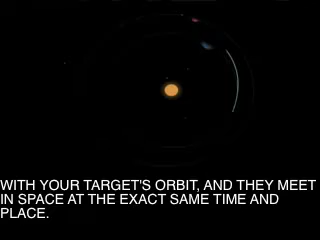 WITH YOUR TARGET'S ORBIT, AND THEY MEET
IN SPACE AT THE EXACT SAME TIME AND
PLACE.